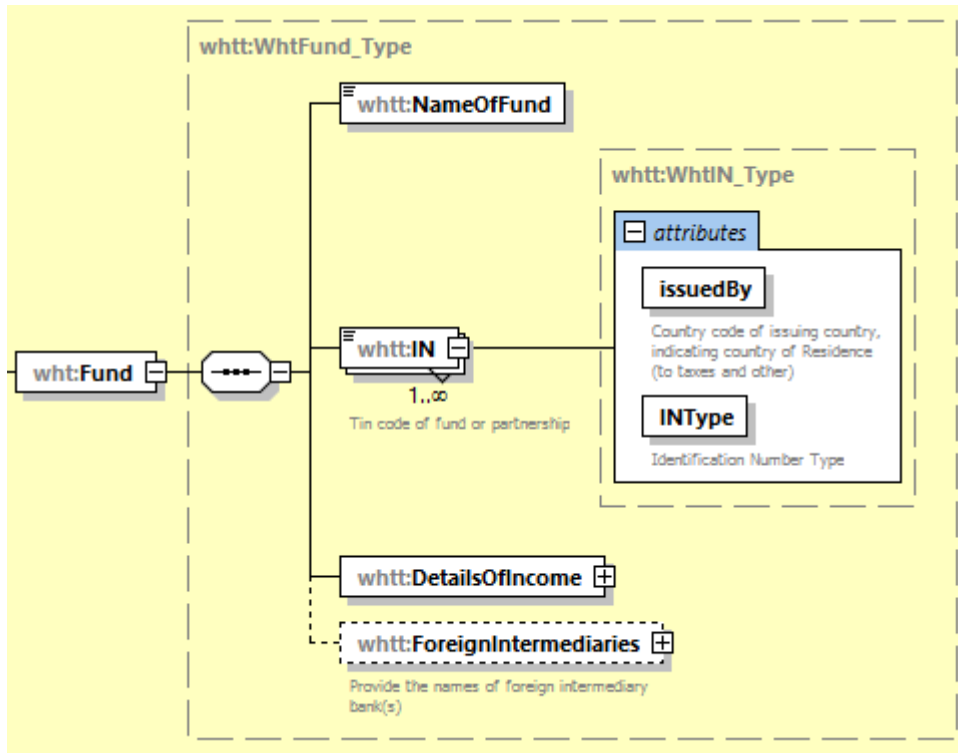 whtt:WhtFund_Type
whtt:NameOfFund
whtt:WhtIN_Type
attributes
issuedBy
Country code of issuing country,
indicating country of Residence
(to taxes and other)
whtt:IN
wht:Fund
1..∞
Tin code of fund or partnership
INType
Identification Number Type
whtt:DetailsOfIncome
whtt:ForeignIntermediaries
Provide the names of foreign intermediary
bank(s)